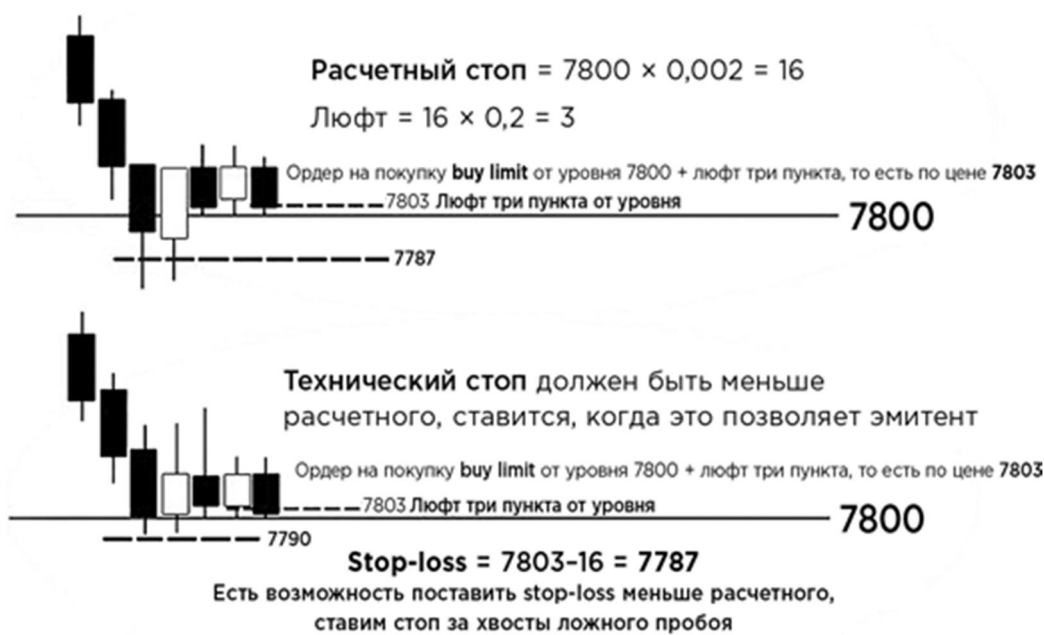 Расчетный стоп = 7800 × 0,002 = 16
Люфт = 16 × 0,2 = 3
Ордер на покупку buy limit от уровня 7800 + люфт три пункта, то есть по цене 7803
7803 Люфт три пункта от уровня
7800
7787
Технический стоп должен быть меньше
расчетного, ставится, когда это позволяет эмитент
Ордер на покупку buy limit от уровня 7800 + люфт три пункта, то есть по цене 7803
7803 Люфт три пункта от уровня
7800
7790
Stop-loss = 7803–16 = 7787
Есть возможность поставить stop-loss меньше расчетного,
ставим стоп за хвосты ложного пробоя